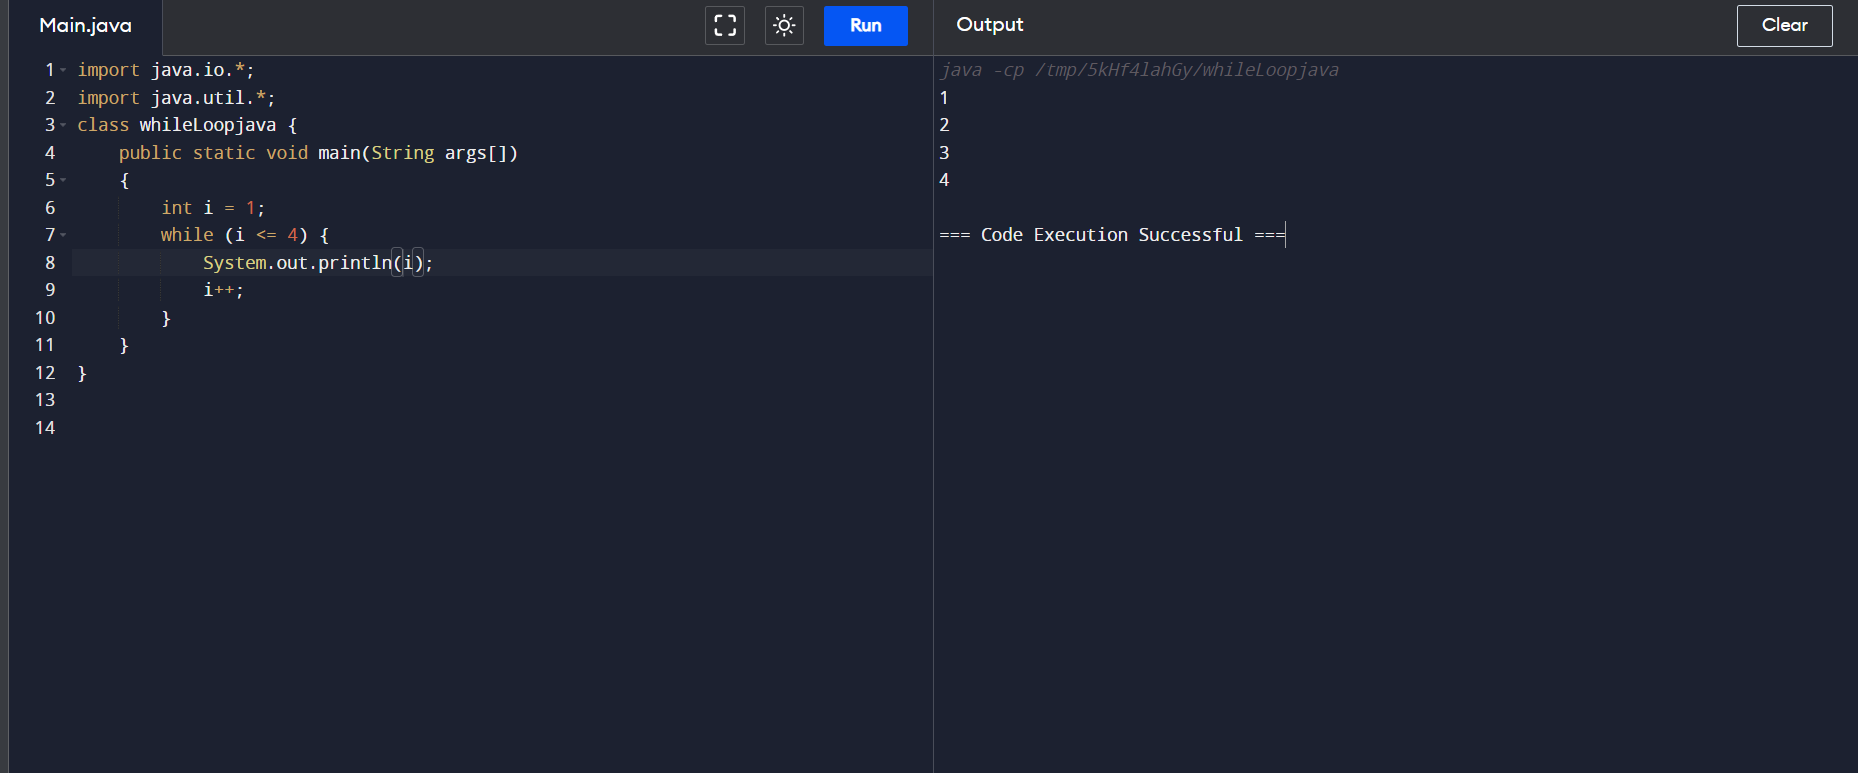 Main.java
Run
1 import java.io.*;
2 import java.util.*;
3 class whileLoopjava {
4     public static void main(String args[])
5     {
6         int i = 1;
7         while (i <= 4) {
8             System.out.println(i);
9             i++;
10         }
11     }
12 }
13
14
Output
Clear
java -cp /tmp/5kHf4lahGy/whileLoopjava
1
2
3
4
=== Code Execution Successful ===